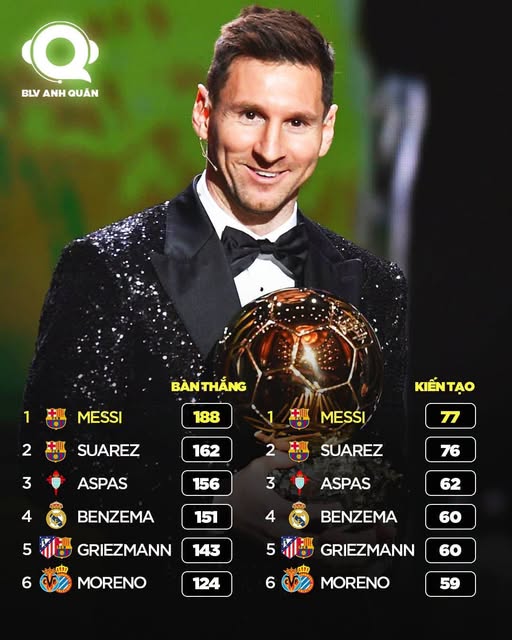 BLV ANH QUÂN
BÀN THẮNG
1 MESSI 188
2 SUAREZ 162
3 ASPAS 156
4 BENZEMA 151
5 GRIEZMANN 143
6 MORENO 124
KIẾN TẠO
1 MESSI 77
2 SUAREZ 76
3 ASPAS 62
4 BENZEMA 60
5 GRIEZMANN 60
6 MORENO 59